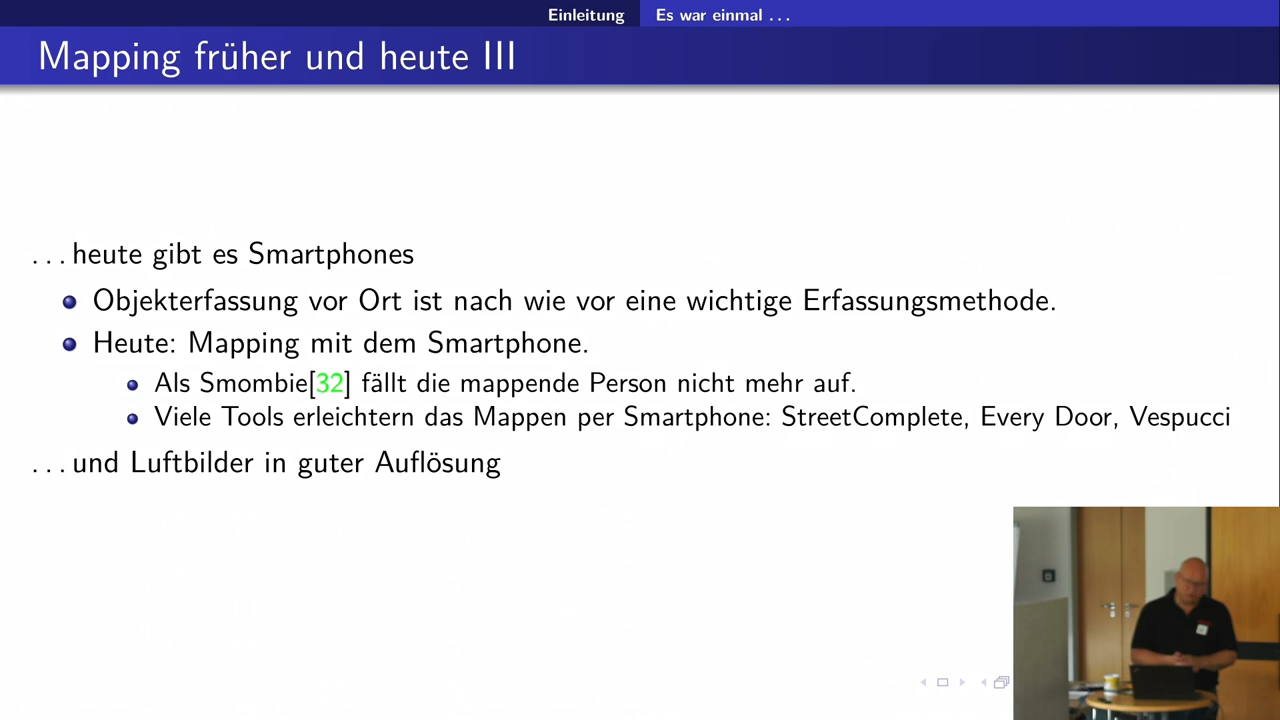 Einleitung Es war einmal ...
Mapping früher und heute III
... heute gibt es Smartphones
Objekterfassung vor Ort ist nach wie vor eine wichtige Erfassungsmethode.
Heute: Mapping mit dem Smartphone.
Als Smombie[32] fällt die mappende Person nicht mehr auf.
Viele Tools erleichtern das Mappen per Smartphone: StreetComplete, Every Door, Vespucci
... und Luftbilder in guter Auflösung